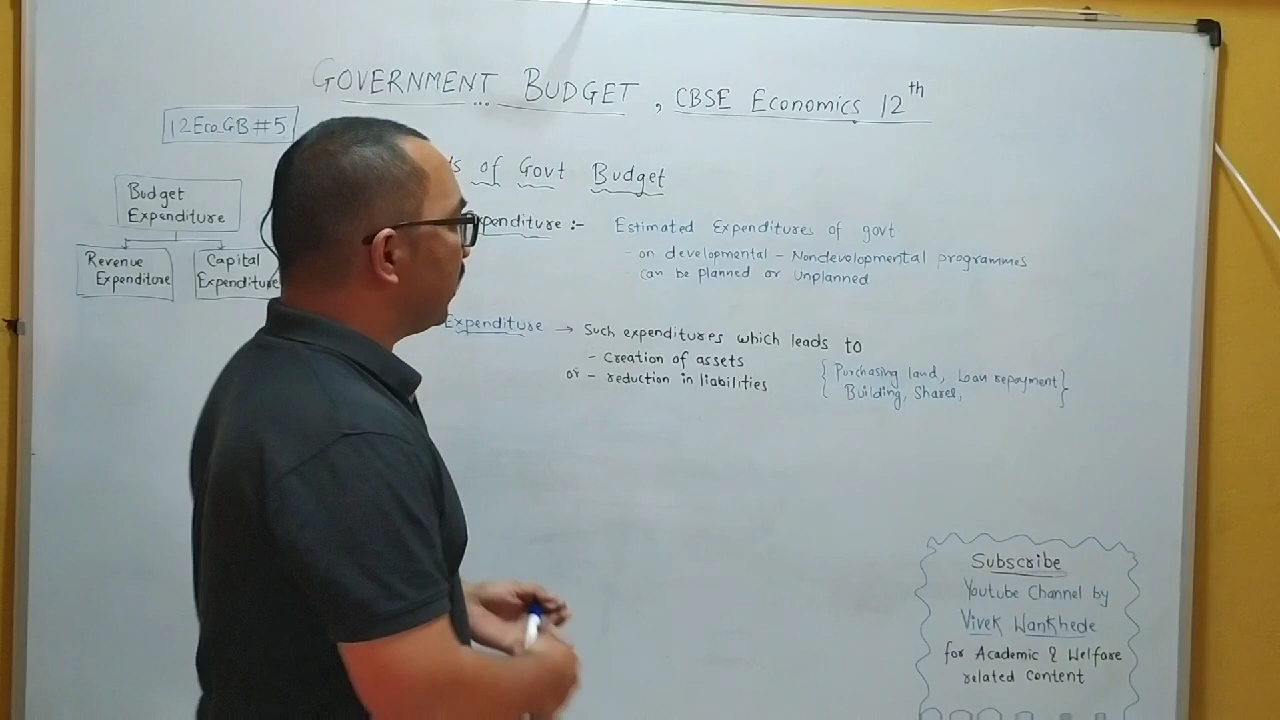 GOVERNMENT BUDGET, CBSE Economics 12th
12EcoGB#5
of Govt Budget
Budget
Expenditure
Revenue
Expenditure
Capital
Expenditure
Expenditure :- Estimated Expenditures of govt
- on developmental - Nondevelopmental programmes
- can be planned or Unplanned
Expenditure → Such expenditures which leads to
- Creation of assets
or - reduction in liabilities
{ Purchasing land, Loan repayment }
{ Building, Shares, }
Subscribe
Youtube Channel by
Vivek Wankhede
for Academic & Welfare
related content